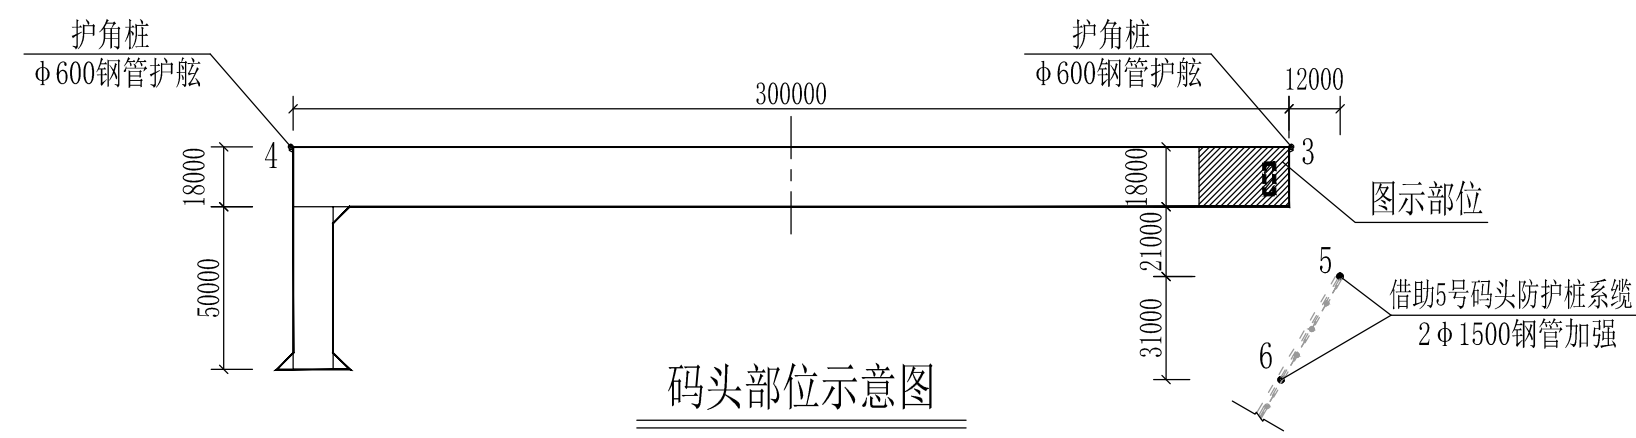 护角桩
φ600钢管护舷
护角桩
φ600钢管护舷
12000
300000
4
3
18000
18000
图示部位
21000
50000
5
借助5号码头防护桩系缆
2φ1500钢管加强
31000
6
码头部位示意图